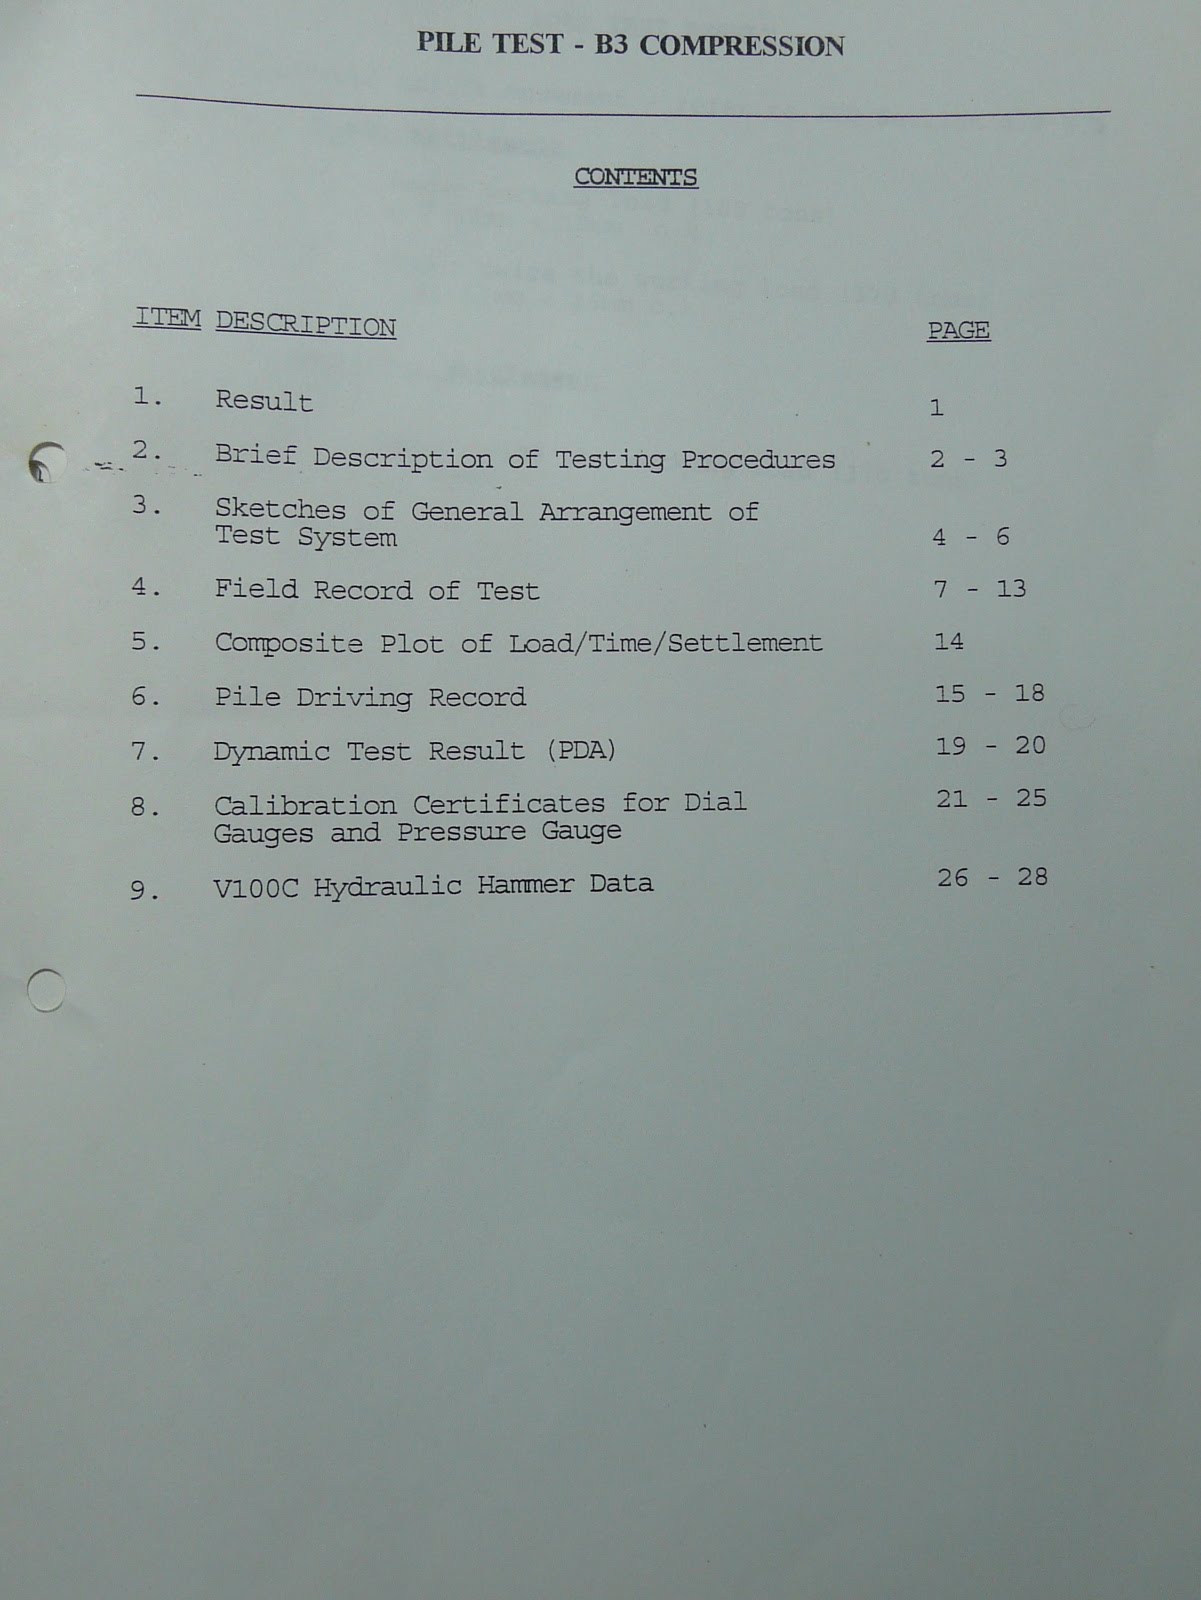 PILE TEST - B3 COMPRESSION
CONTENTS
ITEM DESCRIPTION PAGE
1. Result 1
2. Brief Description of Testing Procedures 2 - 3
3. Sketches of General Arrangement of
Test System 4 - 6
4. Field Record of Test 7 - 13
5. Composite Plot of Load/Time/Settlement 14
6. Pile Driving Record 15 - 18
7. Dynamic Test Result (PDA) 19 - 20
8. Calibration Certificates for Dial 21 - 25
Gauges and Pressure Gauge
9. V100C Hydraulic Hammer Data 26 - 28